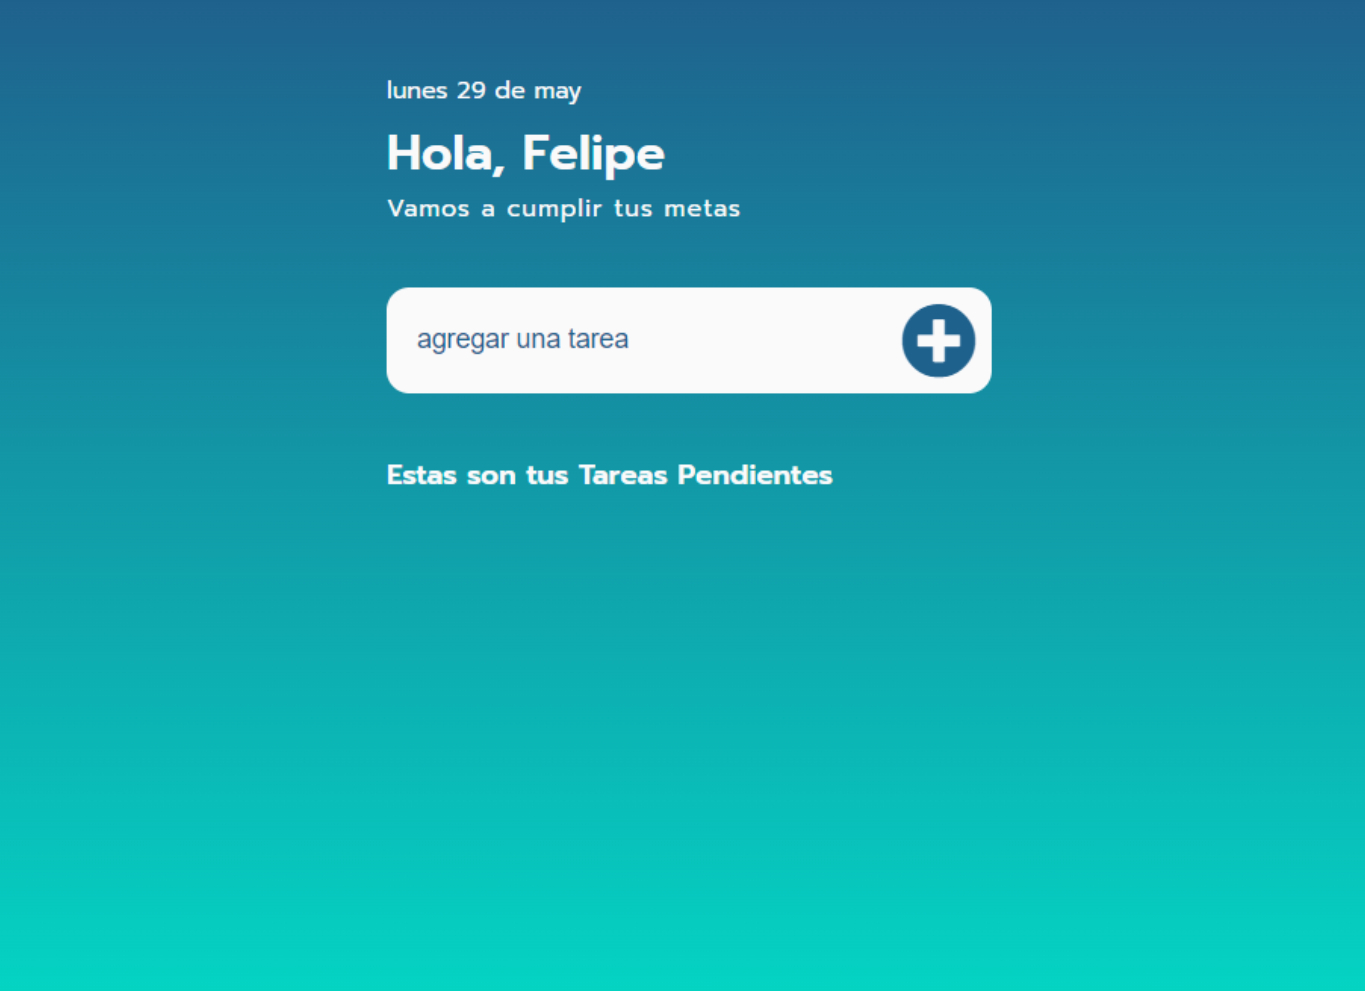 lunes 29 de may
Hola, Felipe
Vamos a cumplir tus metas
agregar una tarea
Estas son tus Tareas Pendientes